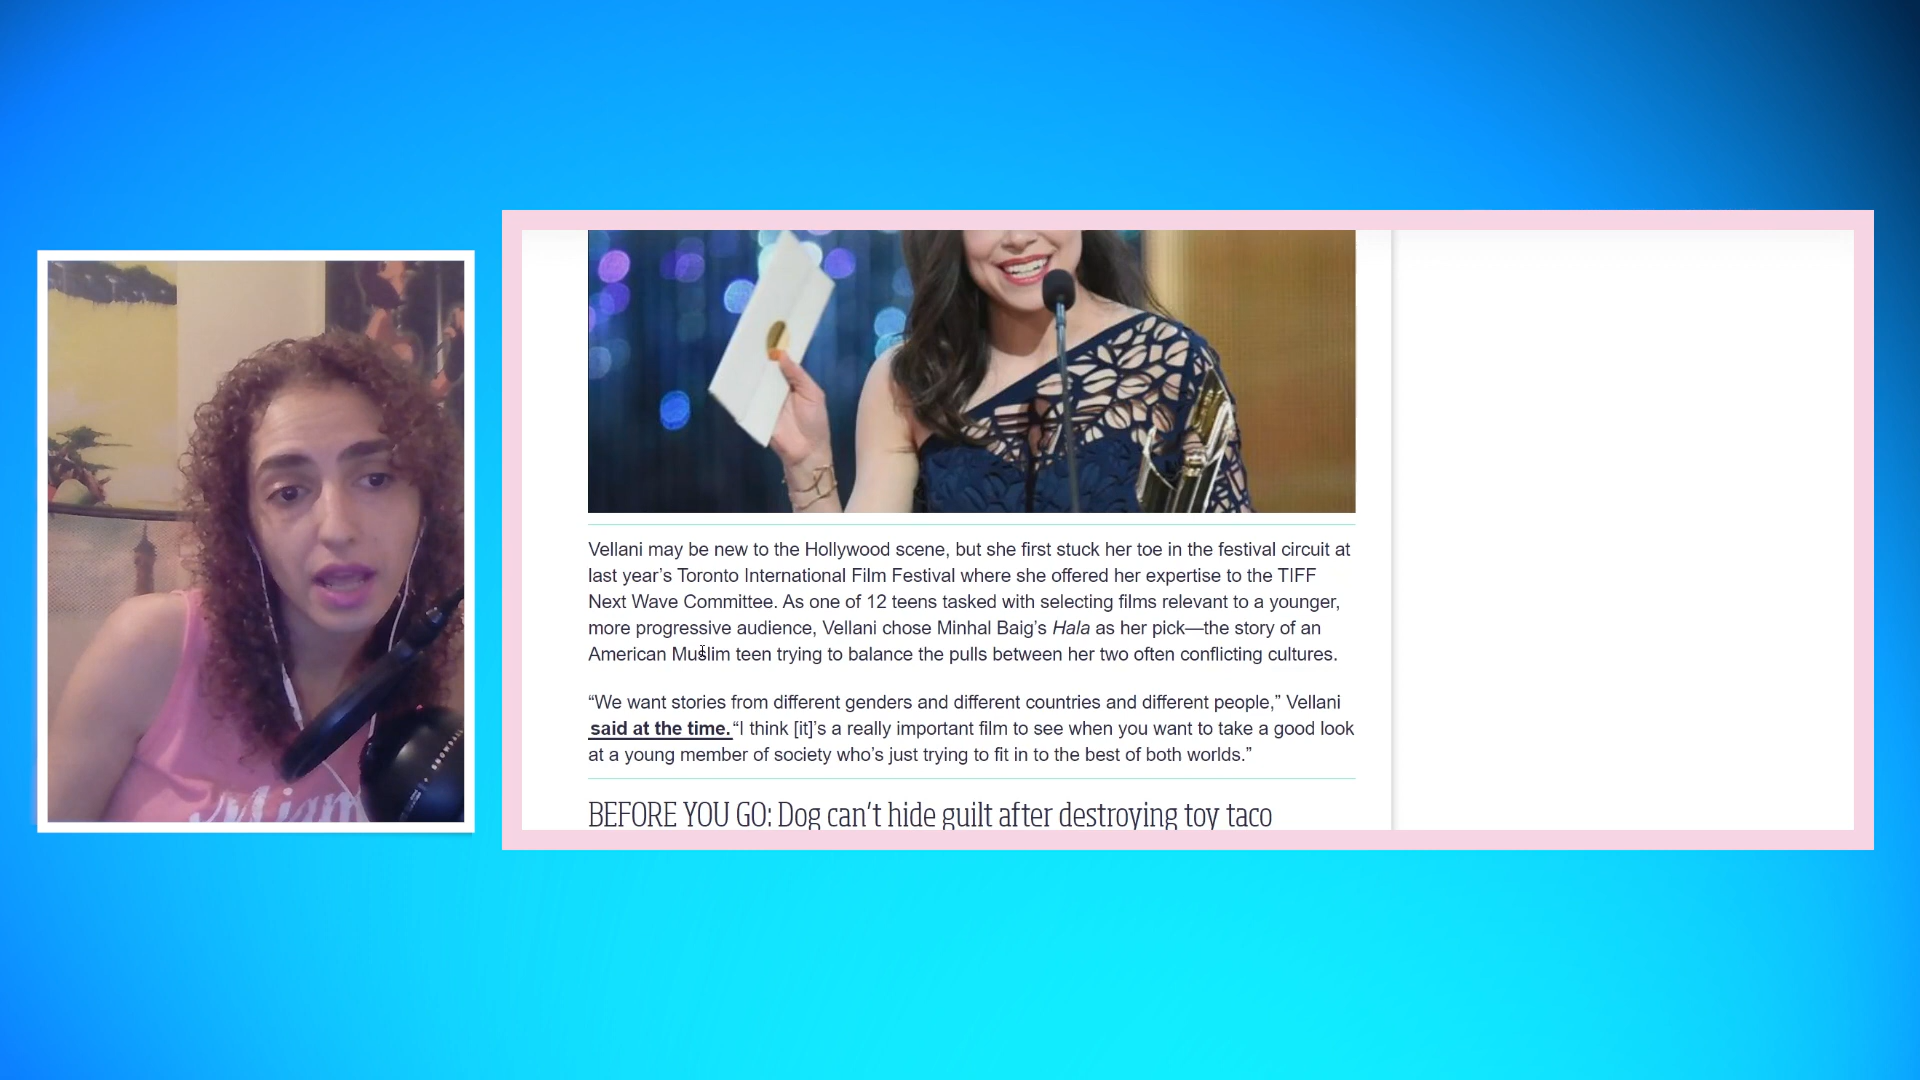 Vellani may be new to the Hollywood scene, but she first stuck her toe in the festival circuit at
last year’s Toronto International Film Festival where she offered her expertise to the TIFF
Next Wave Committee. As one of 12 teens tasked with selecting films relevant to a younger,
more progressive audience, Vellani chose Minhal Baig’s Hala as her pick—the story of an
American Muslim teen trying to balance the pulls between her two often conflicting cultures.
“We want stories from different genders and different countries and different people,” Vellani
said at the time. “I think [it]’s a really important film to see when you want to take a good look
at a young member of society who’s just trying to fit in to the best of both worlds.”
BEFORE YOU GO: Dog can’t hide guilt after destroying toy taco